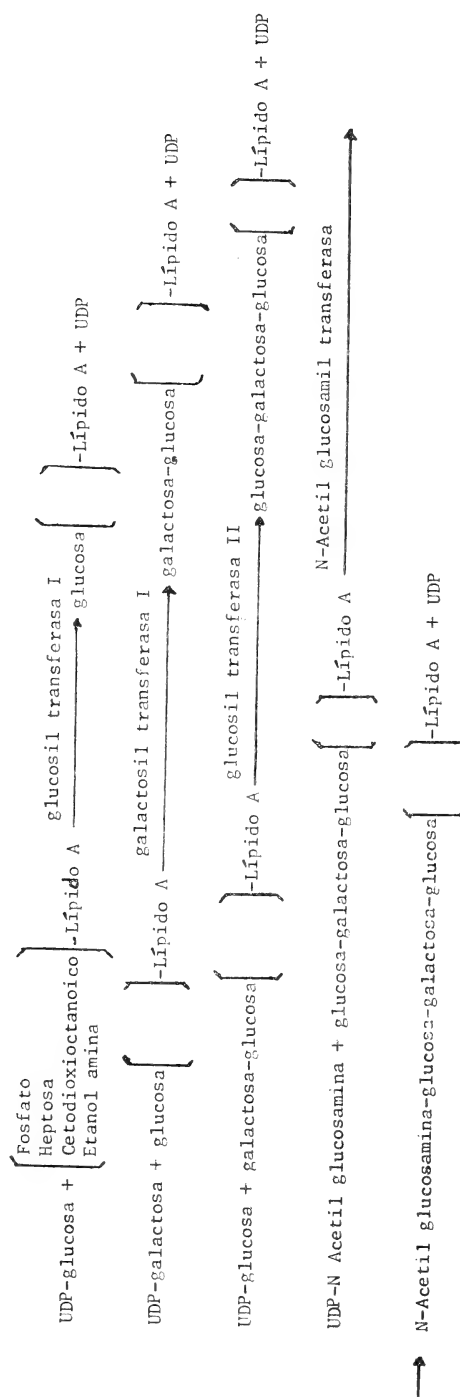 Fosfato
Heptosa
UDP-glucosa + [ Cetodioxioctanoico ] -Lípido A ⟶ glucosa [ ] -Lípido A + UDP
Etanol amina
glucosil transferasa I
galactosil transferasa I
UDP-galactosa + glucosa [ ] -Lípido A ⟶ galactosa-glucosa [ ] -Lípido A + UDP
glucosil transferasa II
UDP-glucosa + galactosa-glucosa [ ] -Lípido A ⟶ glucosa-galactosa-glucosa [ ] -Lípido A + UDP
N-Acetil glucosamil transferasa
UDP-N Acetil glucosamina + glucosa-galactosa-glucosa [ ] -Lípido A ⟶
⟶ N-Acetil glucosamina-glucosa-galactosa-glucosa [ ] -Lípido A + UDP